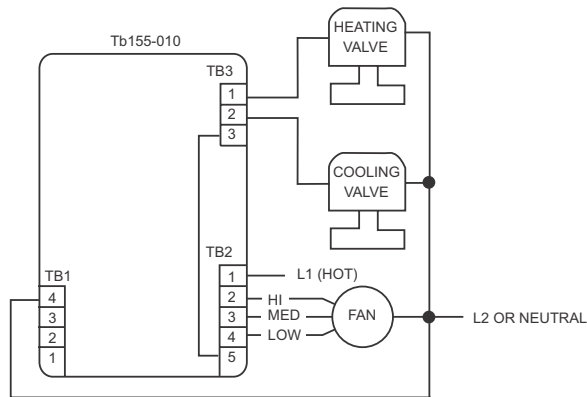 Tb155-010
HEATING
VALVE
TB3
1
2
3
COOLING
VALVE
TB2
1
2
3
4
5
L1 (HOT)
HI
MED
LOW
FAN
L2 OR NEUTRAL
TB1
4
3
2
1